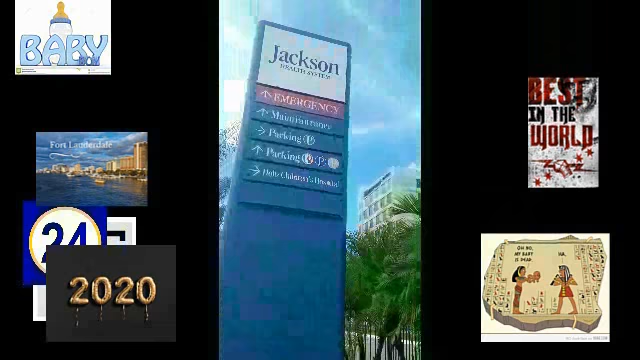 BABY
Fort Lauderdale
24
2020
Jackson
HEALTH SYSTEM
EMERGENCY
Main Entrance
Parking
Parking
Holtz Children's Hospital
BEST
IN THE
WORLD
OH NO,
MY BABY
IS DEAD.
HA.